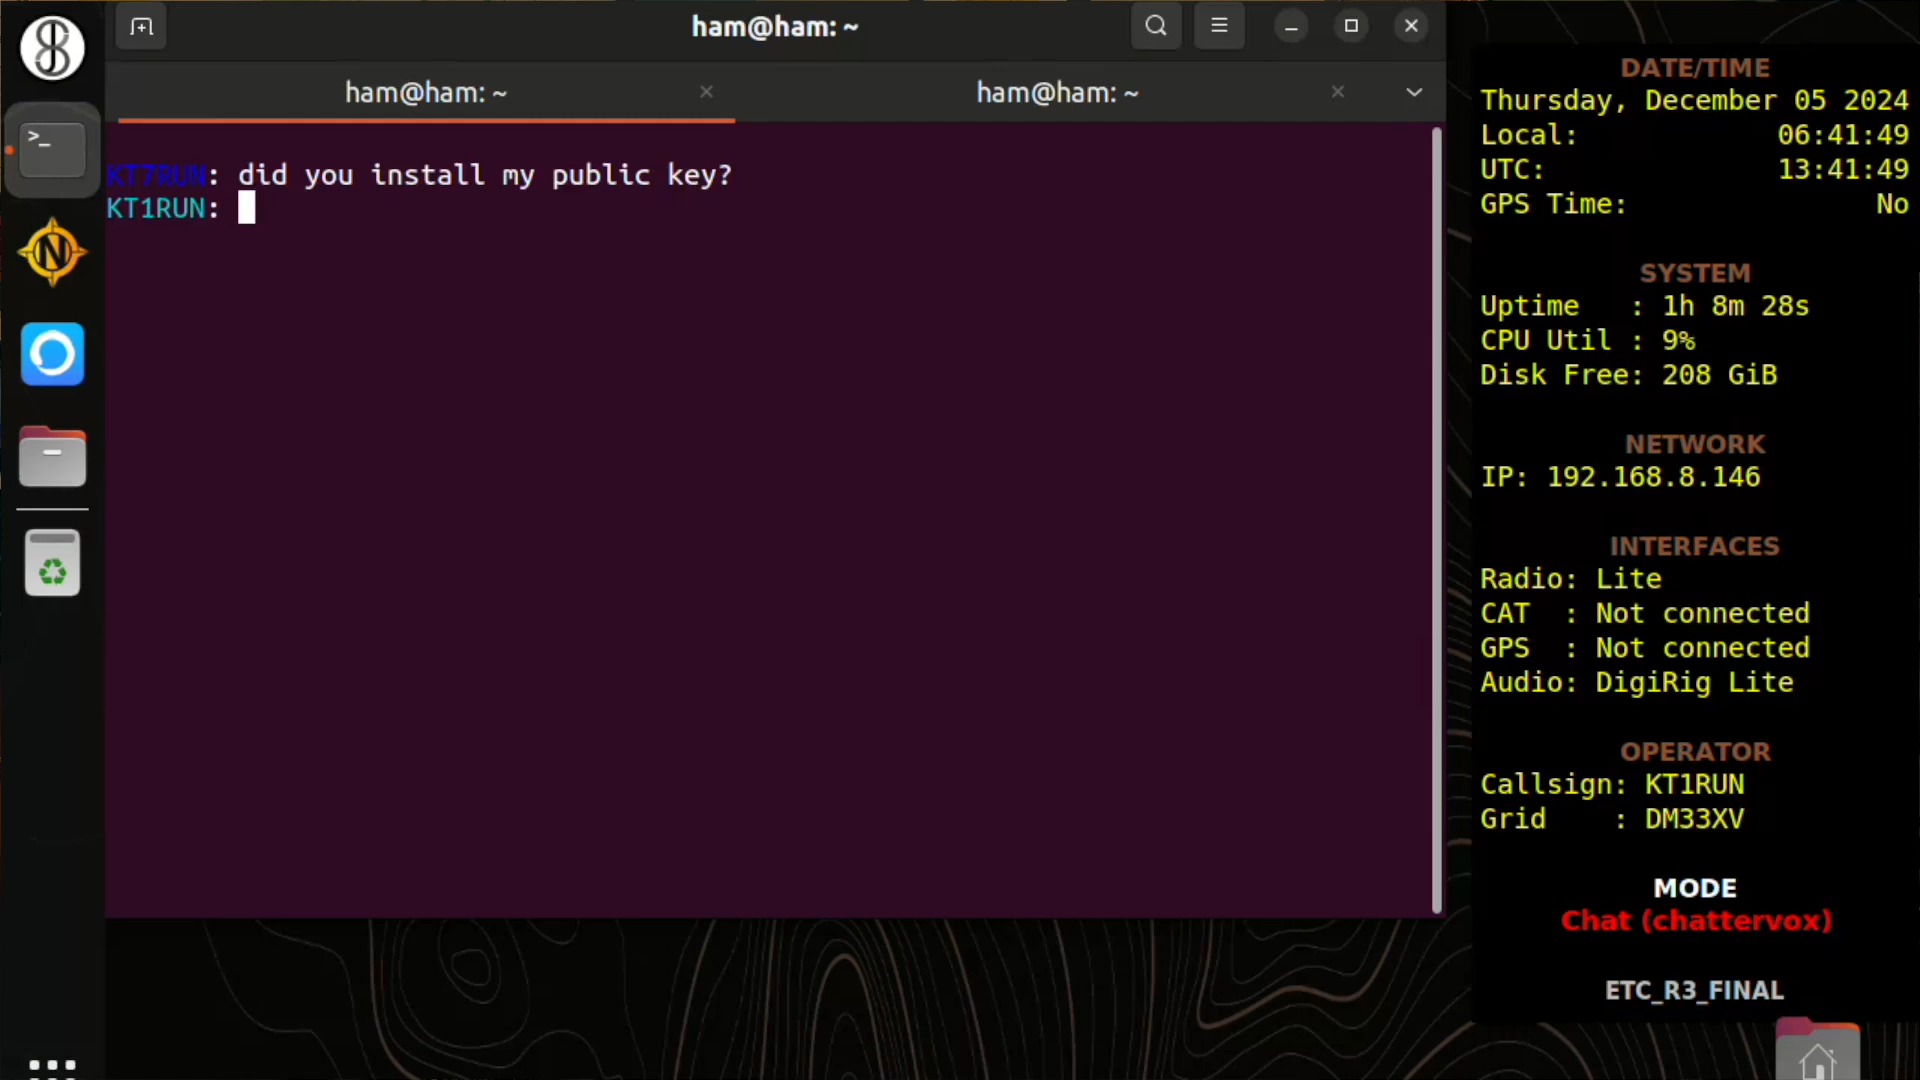 ham@ham: ~
ham@ham: ~
ham@ham: ~
KT7RUN: did you install my public key?
KT1RUN:
DATE/TIME
Thursday, December 05 2024
Local: 06:41:49
UTC: 13:41:49
GPS Time: No
SYSTEM
Uptime : 1h 8m 28s
CPU Util : 9%
Disk Free: 208 GiB
NETWORK
IP: 192.168.8.146
INTERFACES
Radio: Lite
CAT : Not connected
GPS : Not connected
Audio: DigiRig Lite
OPERATOR
Callsign: KT1RUN
Grid : DM33XV
MODE
Chat (chattervox)
ETC_R3_FINAL